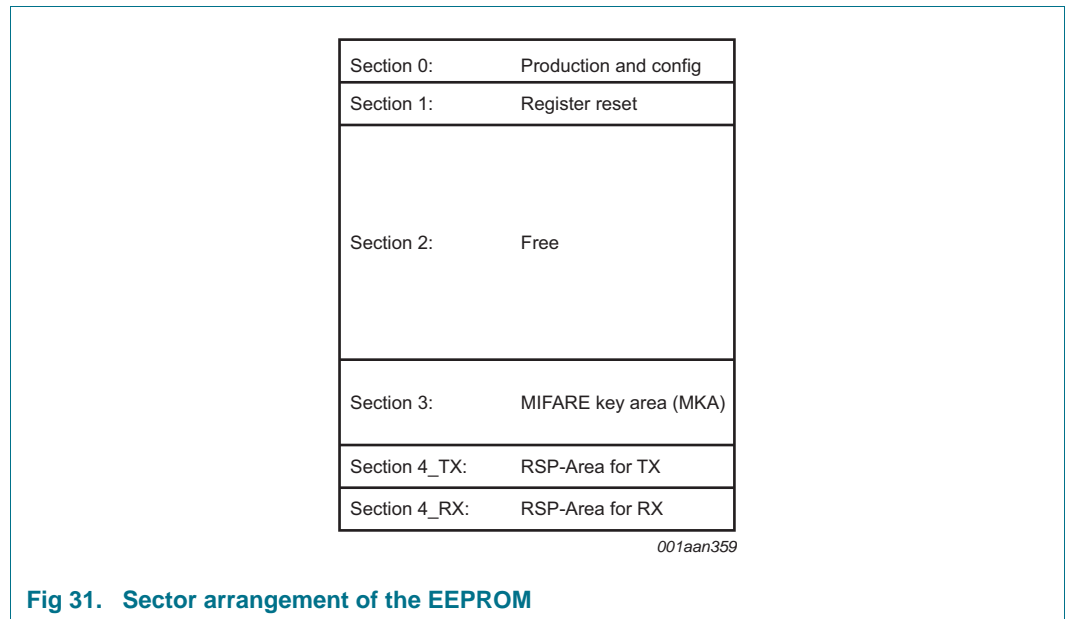 Section 0: Production and config
Section 1: Register reset
Section 2: Free
Section 3: MIFARE key area (MKA)
Section 4_TX: RSP-Area for TX
Section 4_RX: RSP-Area for RX
001aan359
Fig 31. Sector arrangement of the EEPROM